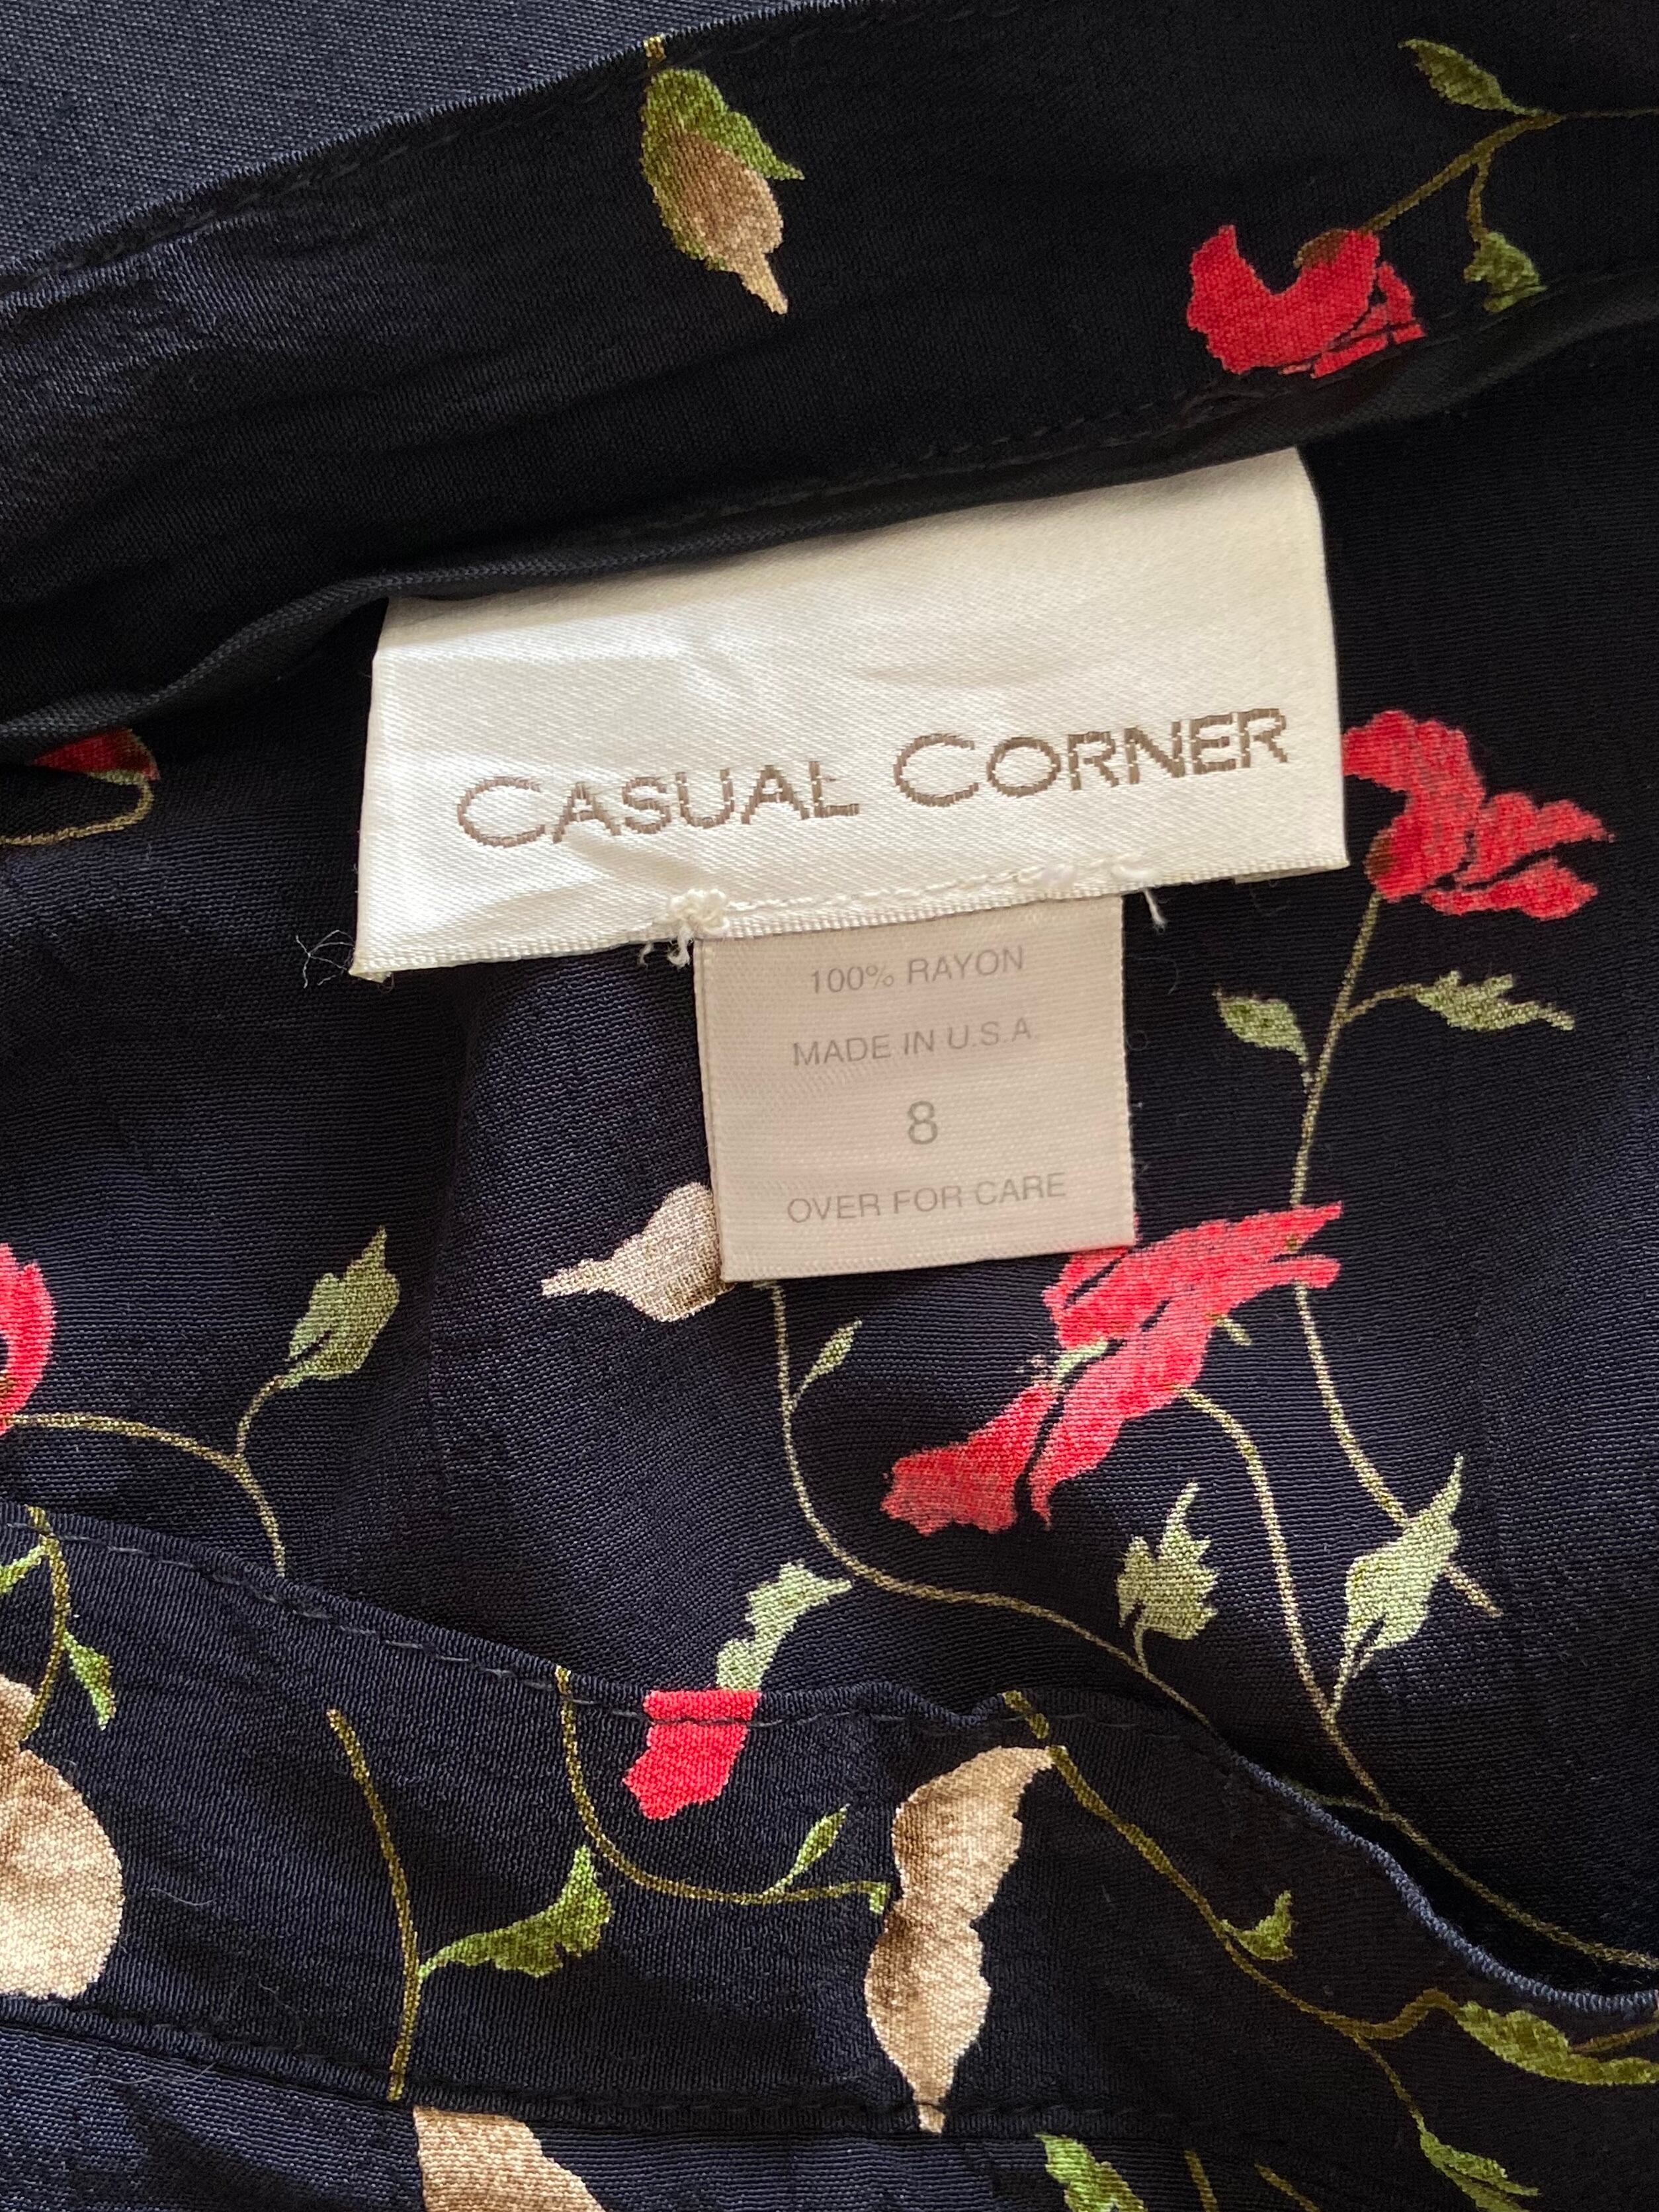 CASUAL CORNER
100% RAYON
MADE IN U.S.A.
8
OVER FOR CARE